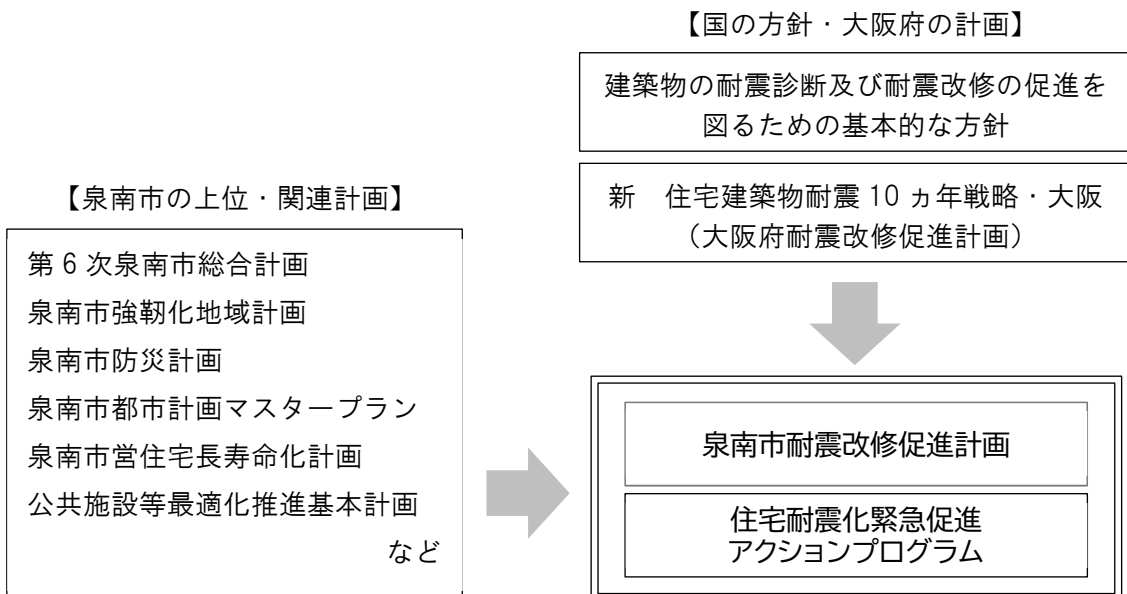 【国の方針・大阪府の計画】
建築物の耐震診断及び耐震改修の促進を
図るための基本的な方針
新　住宅建築物耐震 10 ヵ年戦略・大阪
（大阪府耐震改修促進計画）
【泉南市の上位・関連計画】
第 6 次泉南市総合計画
泉南市強靭化地域計画
泉南市防災計画
泉南市都市計画マスタープラン
泉南市営住宅長寿命化計画
公共施設等最適化推進基本計画
など
泉南市耐震改修促進計画
住宅耐震化緊急促進
アクションプログラム